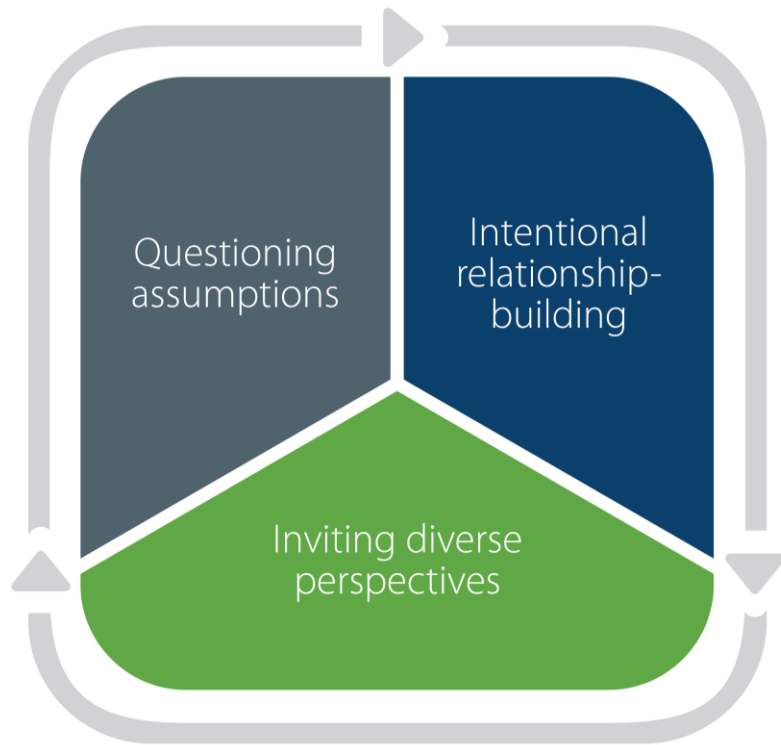 Questioning
assumptions
Intentional
relationship-
building
Inviting diverse
perspectives